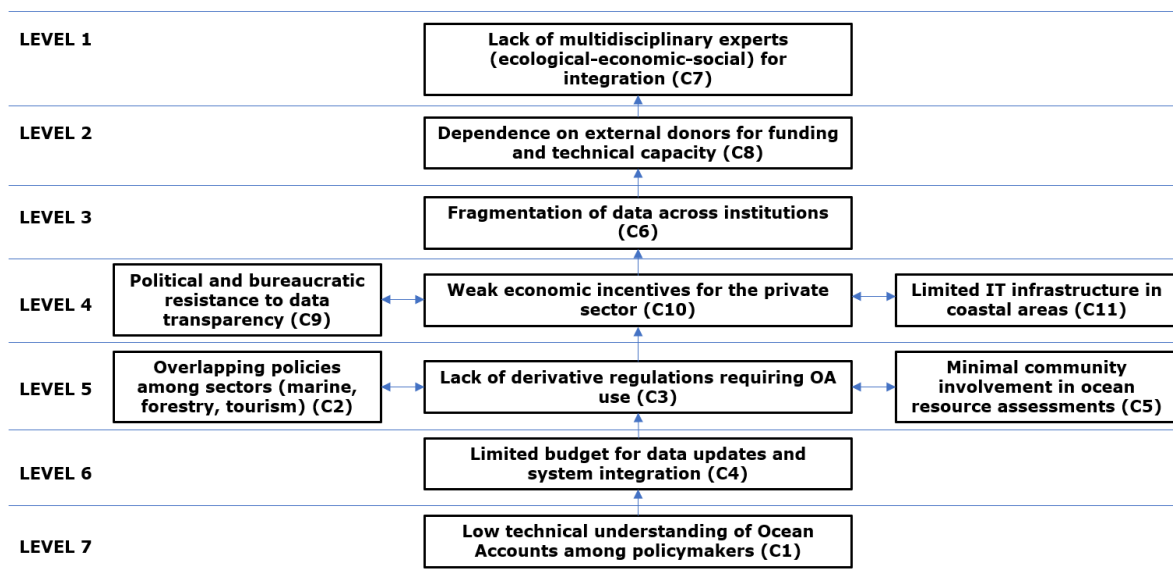 LEVEL 1
Lack of multidisciplinary experts
(ecological-economic-social) for
integration (C7)
LEVEL 2
Dependence on external donors for funding
and technical capacity (C8)
LEVEL 3
Fragmentation of data across institutions
(C6)
LEVEL 4
Political and bureaucratic
resistance to data
transparency (C9)
Weak economic incentives for the private
sector (C10)
Limited IT infrastructure in
coastal areas (C11)
LEVEL 5
Overlapping policies
among sectors (marine,
forestry, tourism) (C2)
Lack of derivative regulations requiring OA
use (C3)
Minimal community
involvement in ocean
resource assessments (C5)
LEVEL 6
Limited budget for data updates and
system integration (C4)
LEVEL 7
Low technical understanding of Ocean
Accounts among policymakers (C1)